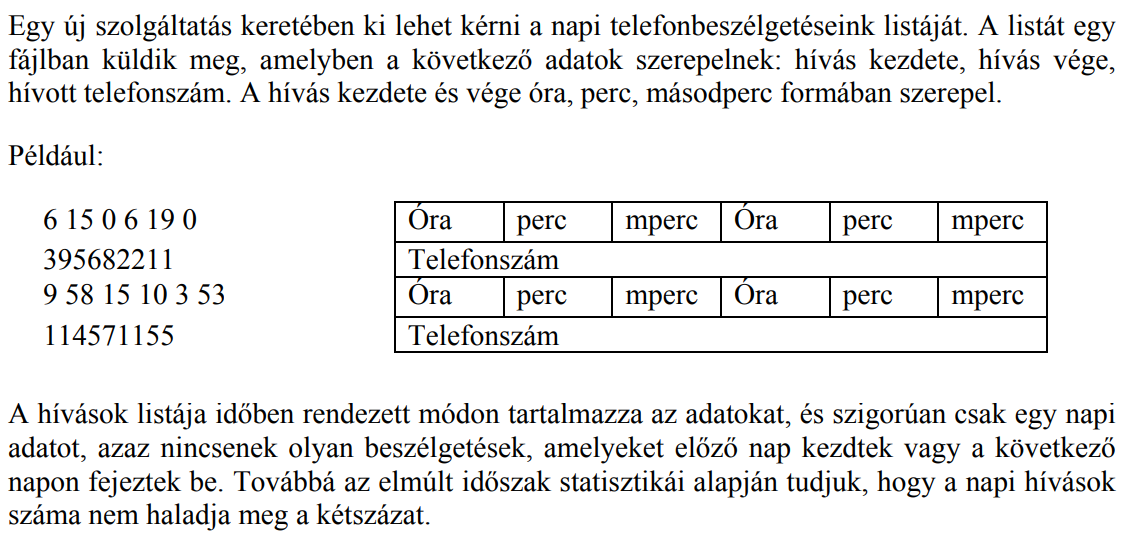 Egy új szolgáltatás keretében ki lehet kérni a napi telefonbeszélgetéseink listáját. A listát egy
fájlban küldik meg, amelyben a következő adatok szerepelnek: hívás kezdete, hívás vége,
hívott telefonszám. A hívás kezdete és vége óra, perc, másodperc formában szerepel.
Például:
6 15 0 6 19 0 Óra perc mperc Óra perc mperc
395682211 Telefonszám
9 58 15 10 3 53 Óra perc mperc Óra perc mperc
114571155 Telefonszám
A hívások listája időben rendezett módon tartalmazza az adatokat, és szigorúan csak egy napi
adatot, azaz nincsenek olyan beszélgetések, amelyeket előző nap kezdtek vagy a következő
napon fejeztek be. Továbbá az elmúlt időszak statisztikái alapján tudjuk, hogy a napi hívások
száma nem haladja meg a kétszázat.